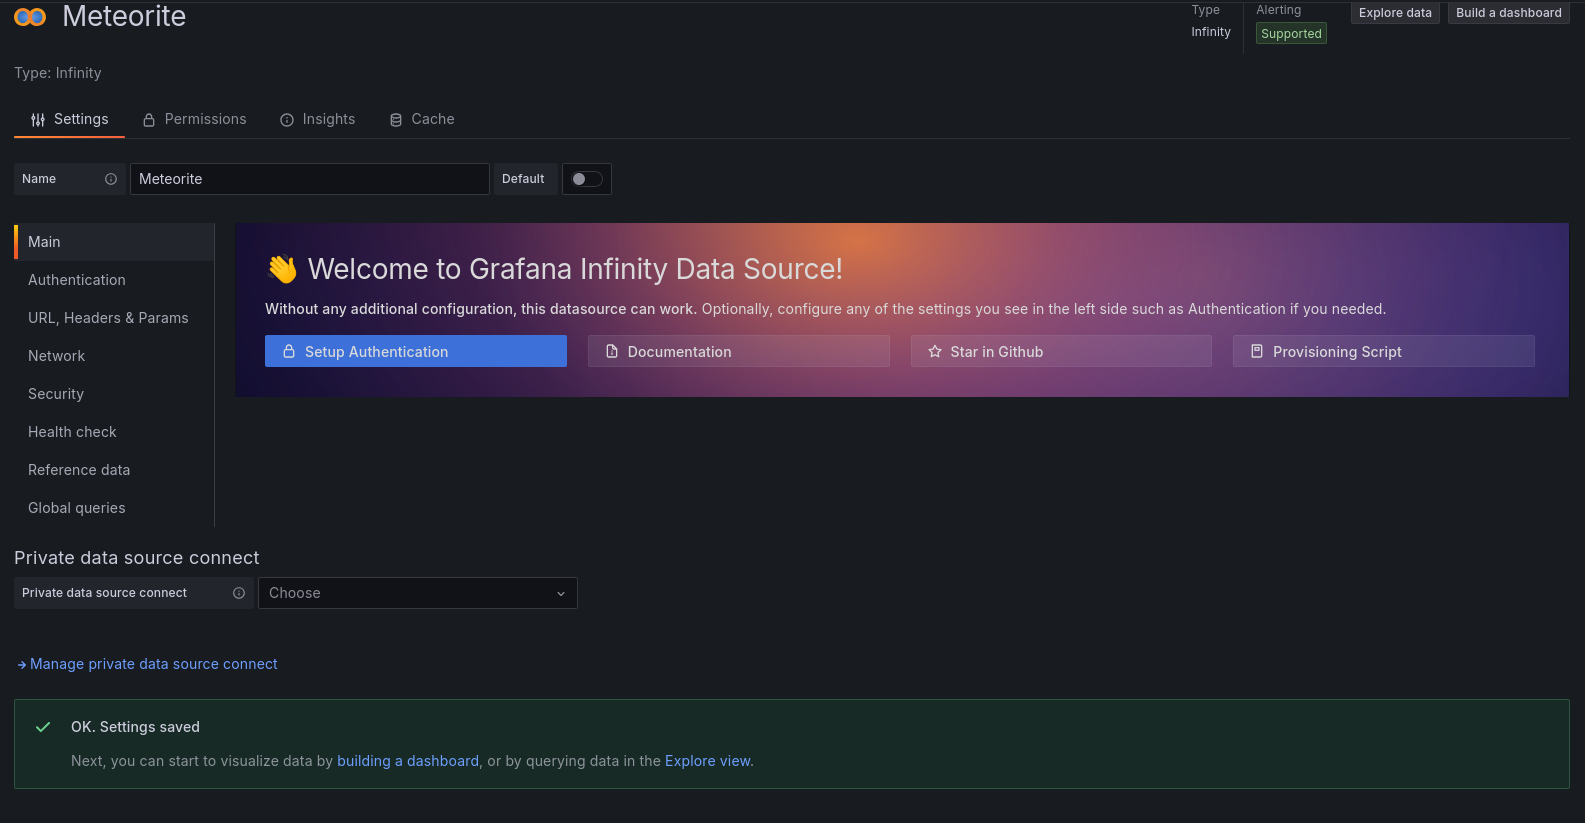 Meteorite
Type
Infinity
Alerting
Supported
Explore data
Build a dashboard
Type: Infinity
Settings
Permissions
Insights
Cache
Name
Meteorite
Default
Main
Authentication
URL, Headers & Params
Network
Security
Health check
Reference data
Global queries
👋 Welcome to Grafana Infinity Data Source!
Without any additional configuration, this datasource can work. Optionally, configure any of the settings you see in the left side such as Authentication if you needed.
Setup Authentication
Documentation
Star in Github
Provisioning Script
Private data source connect
Private data source connect
Choose
Manage private data source connect
OK. Settings saved
Next, you can start to visualize data by building a dashboard, or by querying data in the Explore view.